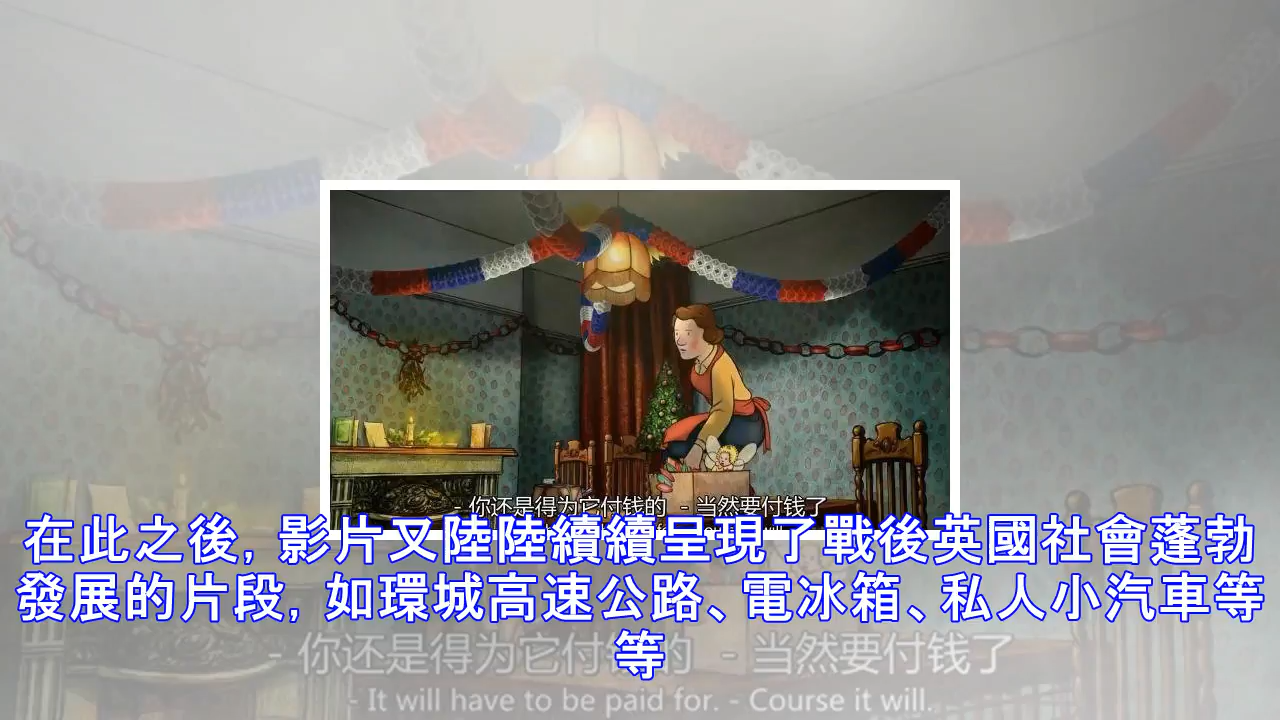 - 你还是得为它付钱的 - 当然要付钱了
在此之後, 影片又陸陸續續呈現了戰後英國社會蓬勃
發展的片段, 如環城高速公路、電冰箱、私人小汽車等
等
- 你还是得为它付钱的 - 当然要付钱了
- It will have to be paid for. - Course it will.